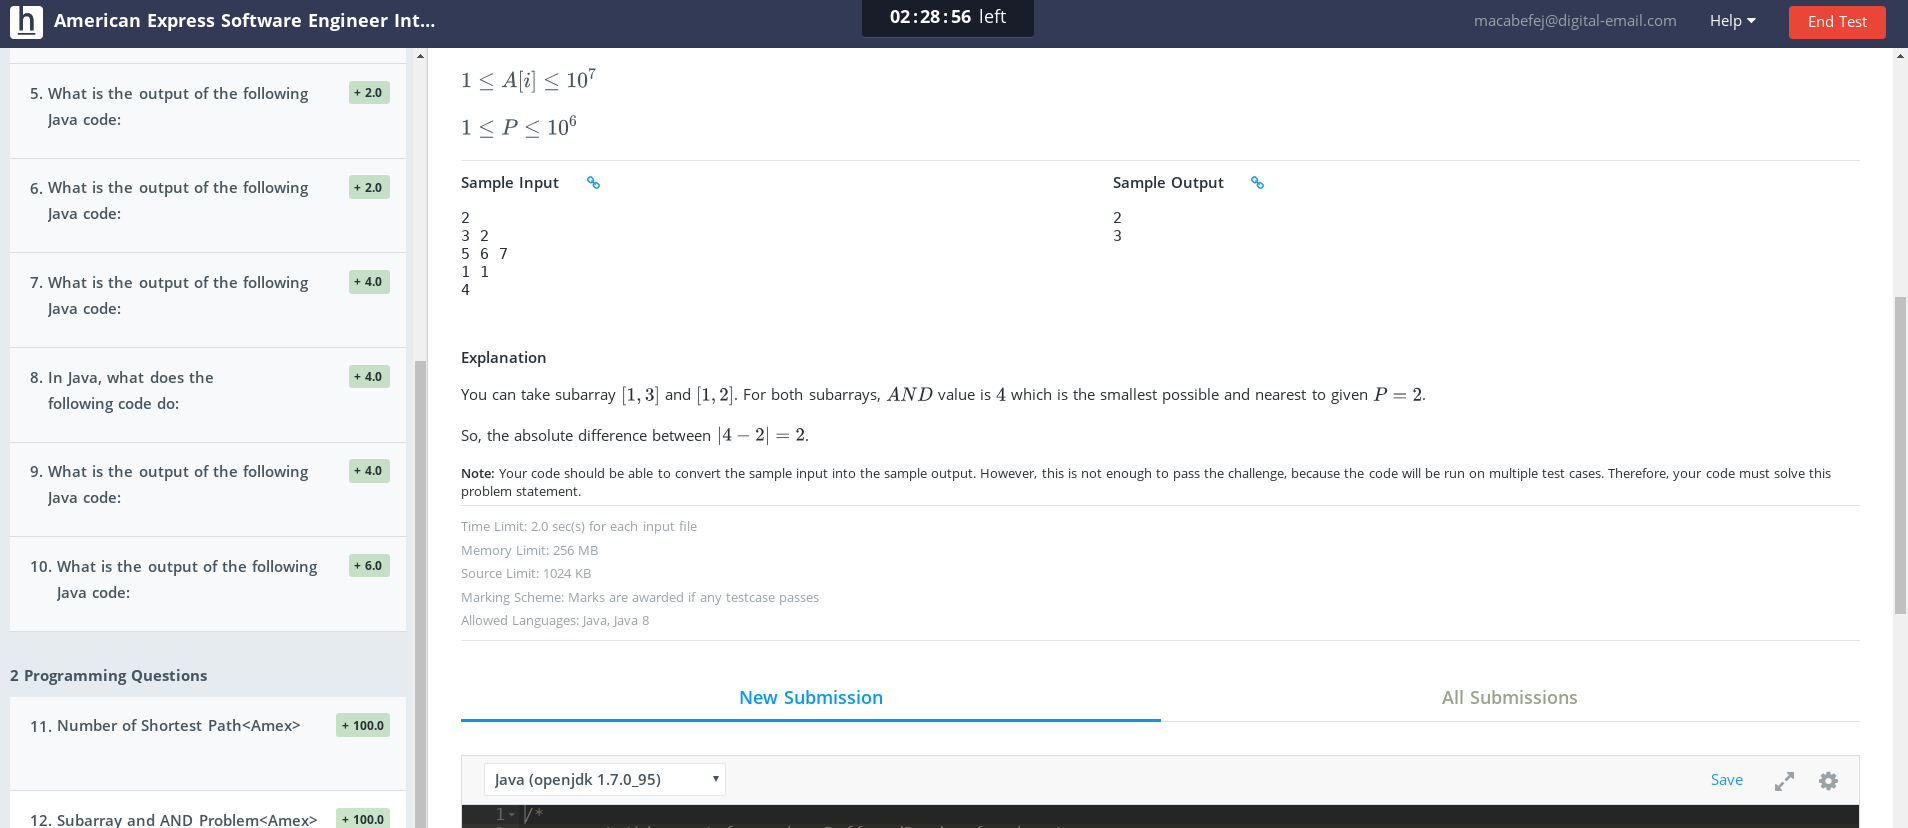 h American Express Software Engineer Int...
02:28:56 left
macabefej@digital-email.com
Help
End Test
5. What is the output of the following
Java code:
+ 2.0
6. What is the output of the following
Java code:
+ 2.0
7. What is the output of the following
Java code:
+ 4.0
8. In Java, what does the
following code do:
+ 4.0
9. What is the output of the following
Java code:
+ 4.0
10. What is the output of the following
Java code:
+ 6.0
2 Programming Questions
11. Number of Shortest Path<Amex>
+ 100.0
12. Subarray and AND Problem<Amex>
+ 100.0
1 ≤ A[i] ≤ 10⁷
1 ≤ P ≤ 10⁶
Sample Input
2
3 2
5 6 7
1 1
4
Sample Output
2
3
Explanation
You can take subarray [1, 3] and [1, 2]. For both subarrays, AND value is 4 which is the smallest possible and nearest to given P = 2.
So, the absolute difference between |4 − 2| = 2.
Note: Your code should be able to convert the sample input into the sample output. However, this is not enough to pass the challenge, because the code will be run on multiple test cases. Therefore, your code must solve this
problem statement.
Time Limit: 2.0 sec(s) for each input file
Memory Limit: 256 MB
Source Limit: 1024 KB
Marking Scheme: Marks are awarded if any testcase passes
Allowed Languages: Java, Java 8
New Submission
All Submissions
Java (openjdk 1.7.0_95)
Save
1 /*